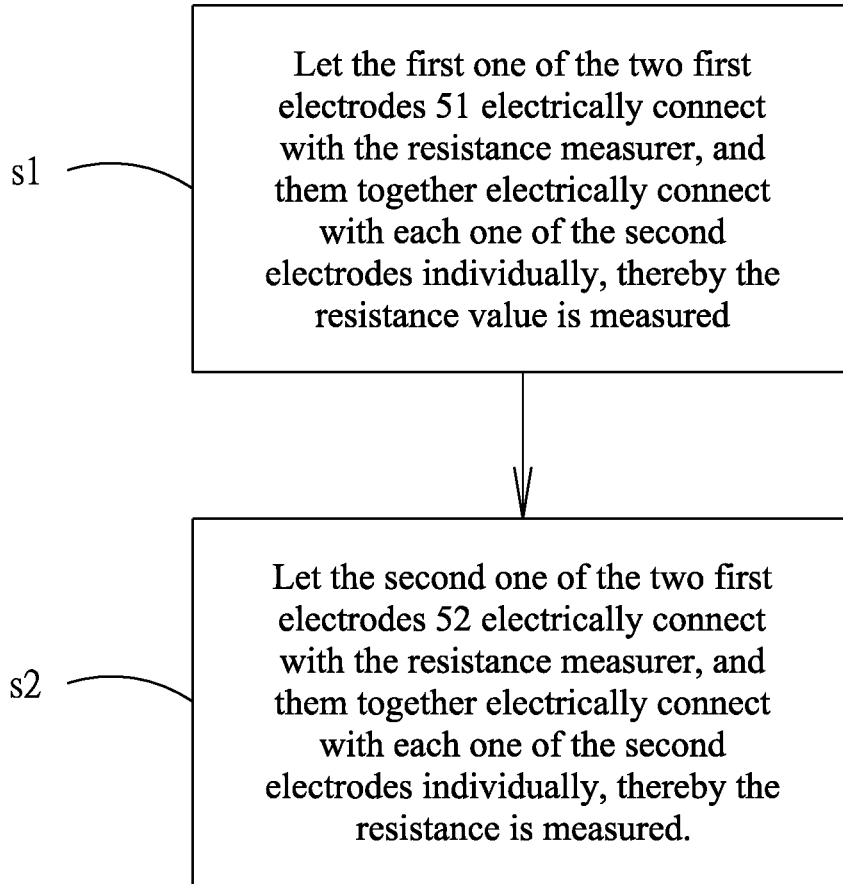 Let the first one of the two first
electrodes 51 electrically connect
with the resistance measurer, and
them together electrically connect
with each one of the second
electrodes individually, thereby the
resistance value is measured
s1
Let the second one of the two first
electrodes 52 electrically connect
with the resistance measurer, and
them together electrically connect
with each one of the second
electrodes individually, thereby the
resistance is measured.
s2